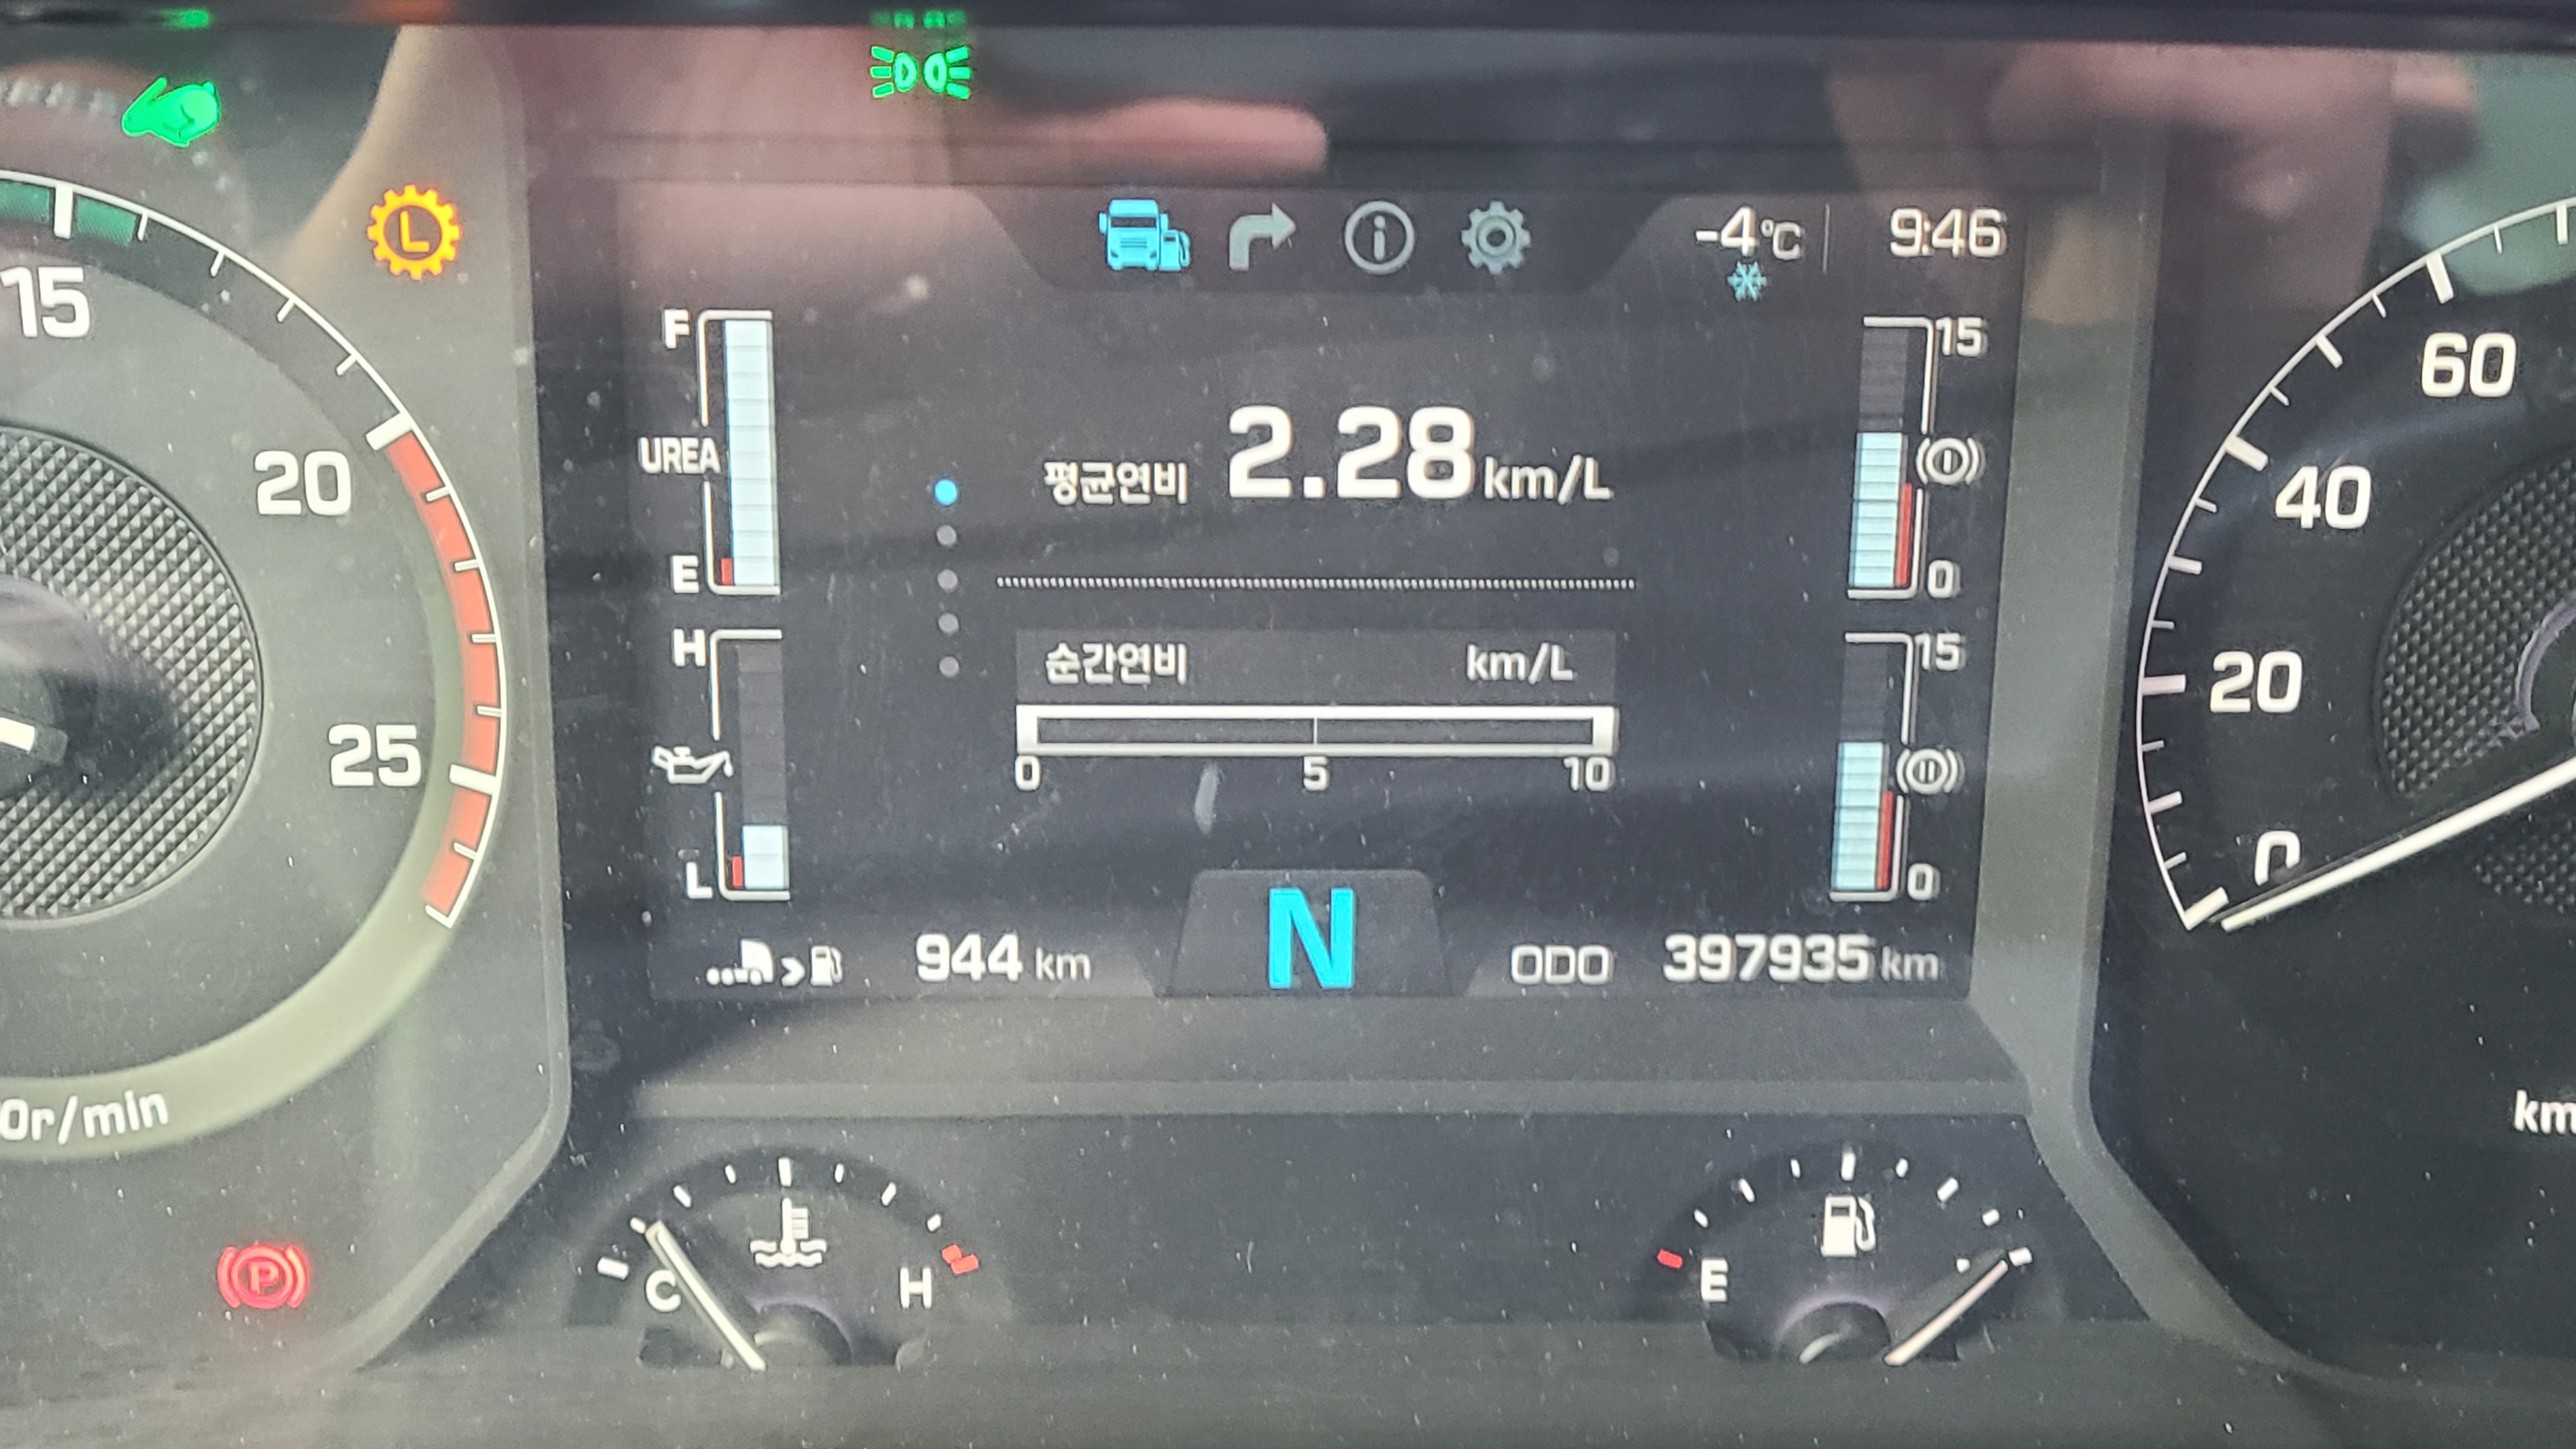 L
-4°C 9:46
15
20
25
0r/min
F
UREA
E
H
L
평균연비 2.28 km/L
순간연비 km/L
0 5 10
15
0
15
0
944 km
N
ODO 397935 km
60
40
20
0
km
P
C H
E